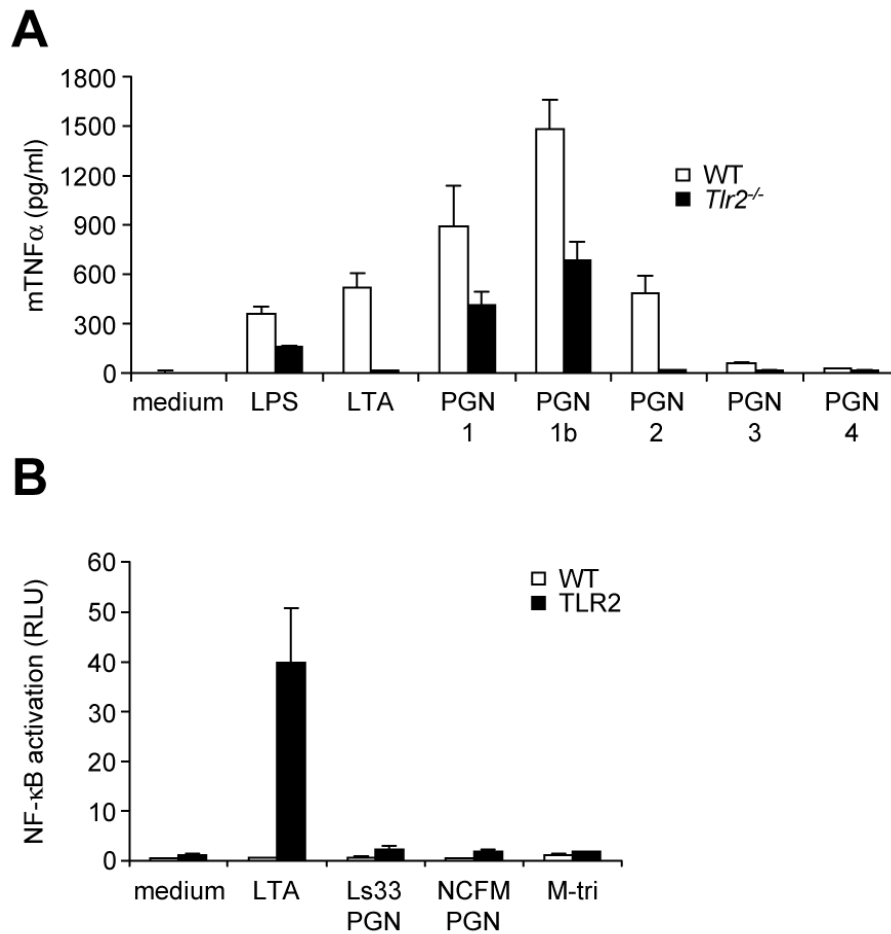 A
mTNFα (pg/ml)
1800
1500
1200
900
600
300
0
WT
Tlr2-/-
medium LPS LTA PGN PGN PGN PGN PGN
1 1b 2 3 4
B
NF-κB activation (RLU)
60
50
40
30
20
10
0
WT
TLR2
medium LTA Ls33 NCFM M-tri
PGN PGN